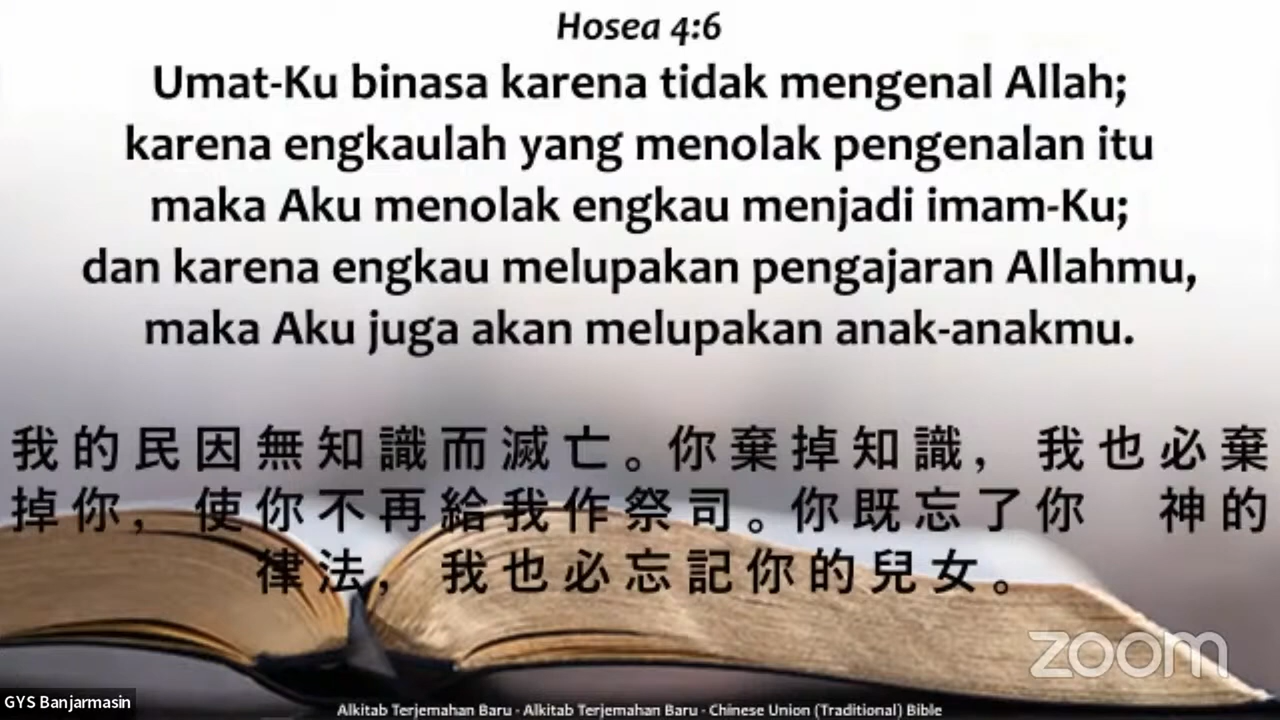 Hosea 4:6
Umat-Ku binasa karena tidak mengenal Allah;
karena engkaulah yang menolak pengenalan itu
maka Aku menolak engkau menjadi imam-Ku;
dan karena engkau melupakan pengajaran Allahmu,
maka Aku juga akan melupakan anak-anakmu.
我的民因無知識而滅亡。你棄掉知識，我也必棄
掉你，使你不再給我作祭司。你既忘了你　神的
律法，我也必忘記你的兒女。
zoom
GYS Banjarmasin
Alkitab Terjemahan Baru - Alkitab Terjemahan Baru - Chinese Union (Traditional) Bible